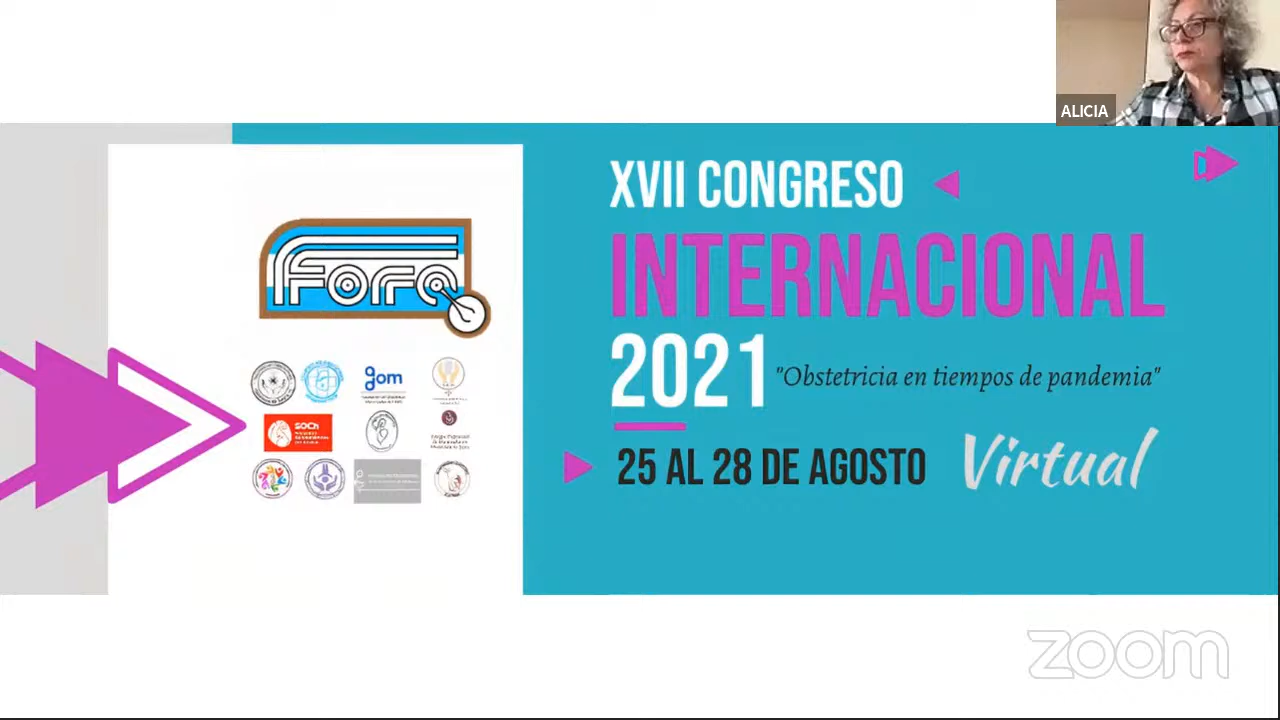 ALICIA
XVII CONGRESO
INTERNACIONAL
2021
"Obstetricia en tiempos de pandemia"
25 AL 28 DE AGOSTO
Virtual
gom
SOCh
zoom